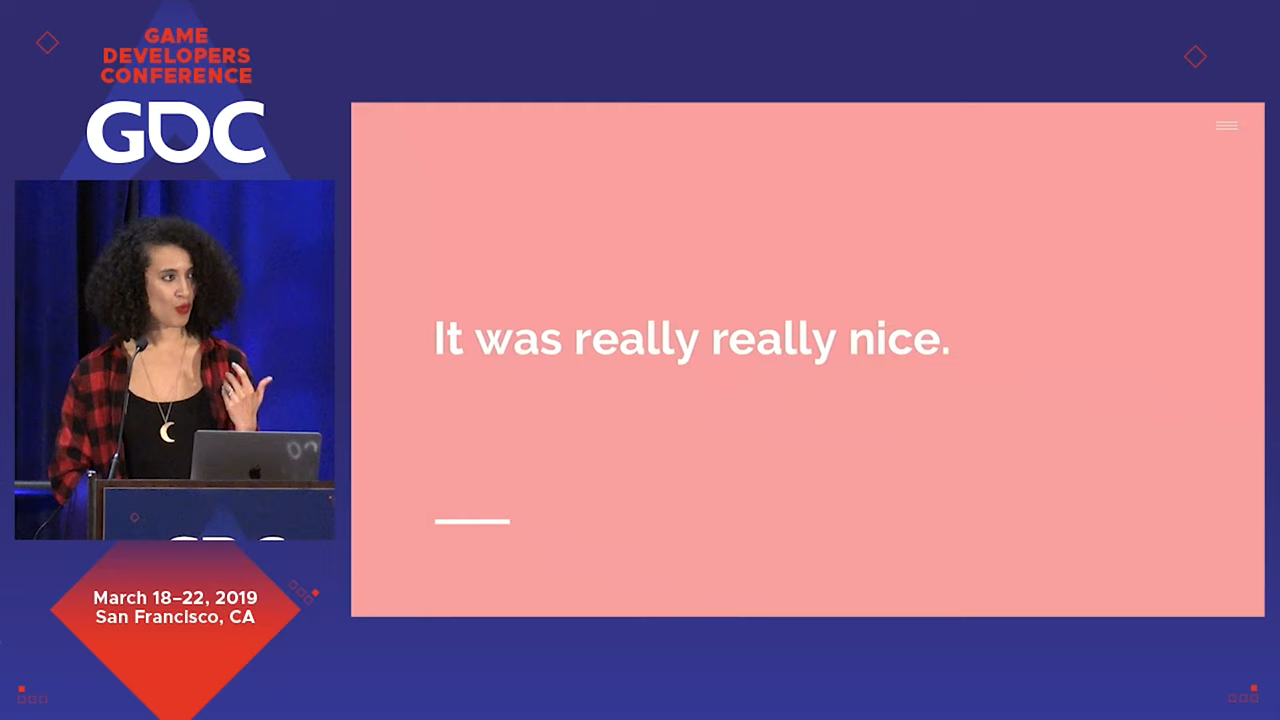 GAME
DEVELOPERS
CONFERENCE
GDC
It was really really nice.
March 18–22, 2019
San Francisco, CA